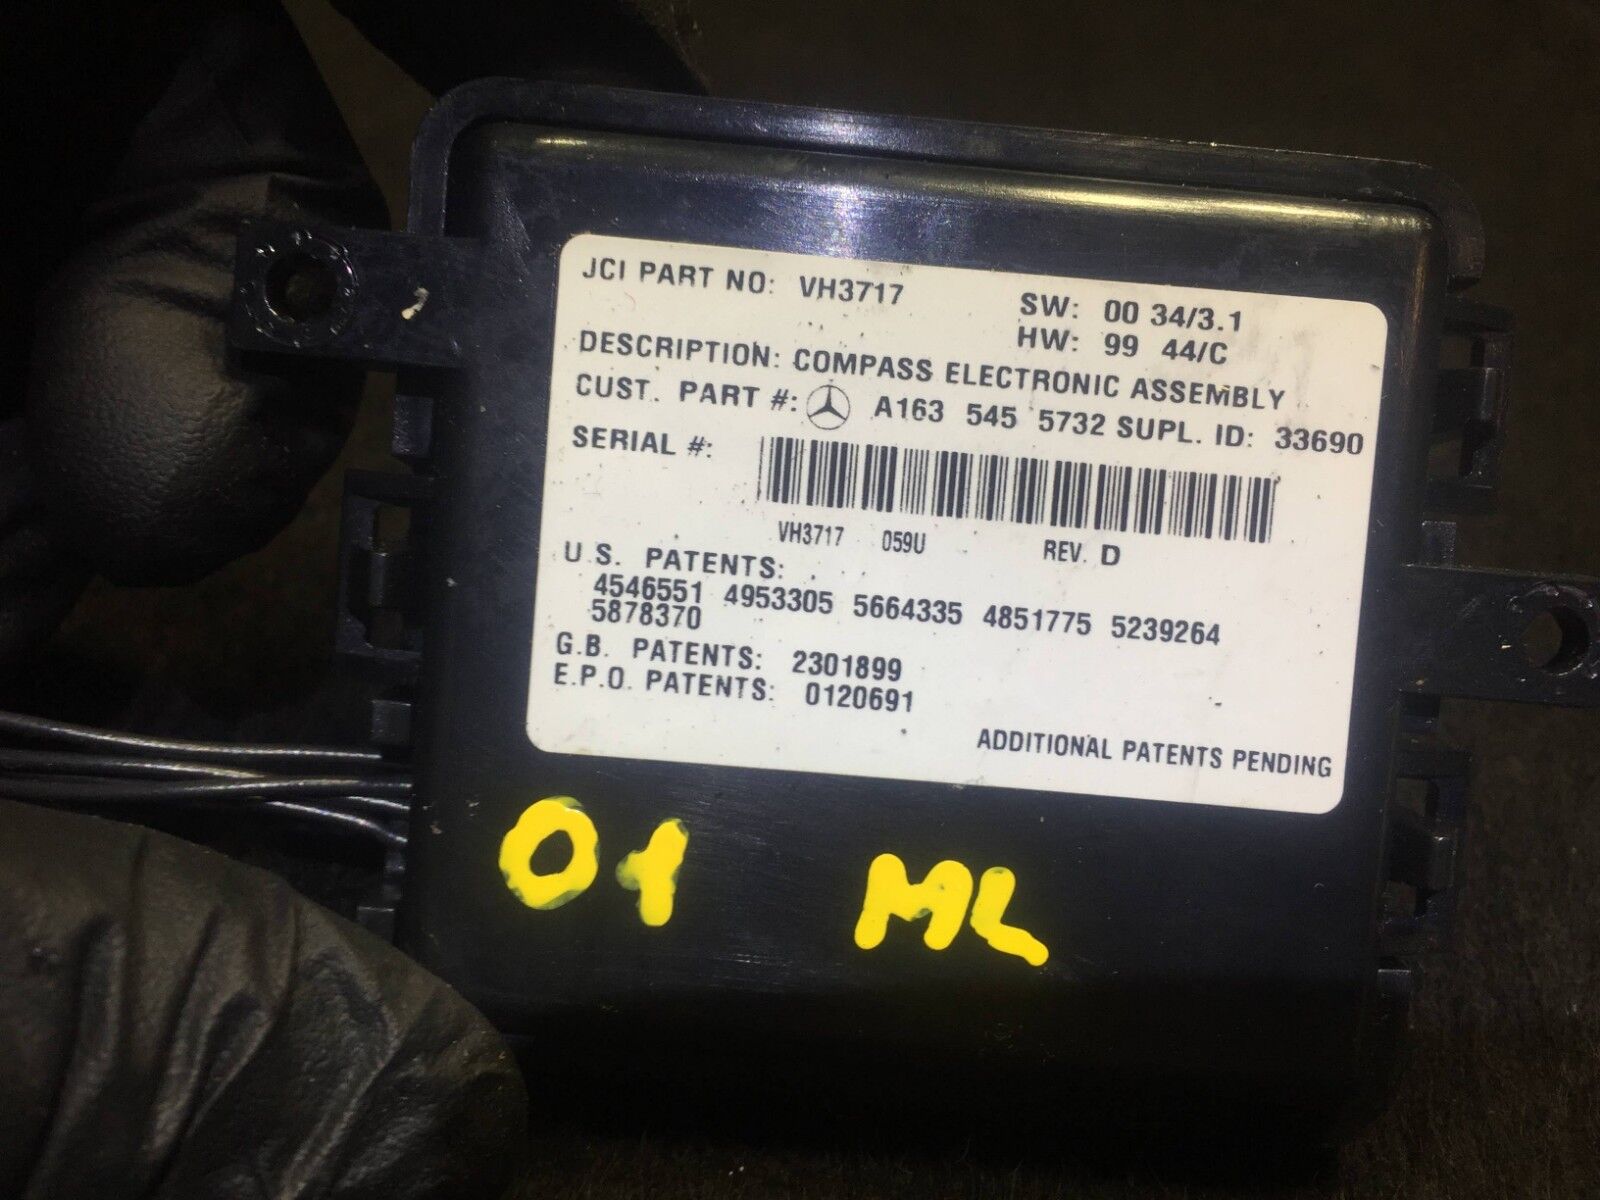 JCI PART NO: VH3717
SW: 00 34/3.1
HW: 99 44/C
DESCRIPTION: COMPASS ELECTRONIC ASSEMBLY
CUST. PART #: A163 545 5732 SUPL. ID: 33690
SERIAL #:
VH3717 059U REV. D
U.S. PATENTS:
4546551 4953305 5664335 4851775 5239264
5878370
G.B. PATENTS: 2301899
E.P.O. PATENTS: 0120691
ADDITIONAL PATENTS PENDING
01 ML